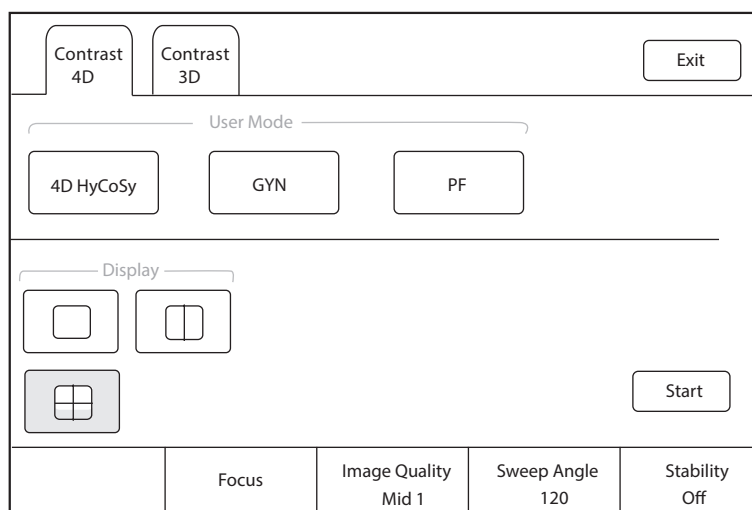 Contrast
4D
Contrast
3D
Exit
User Mode
4D HyCoSy
GYN
PF
Display
Start
Focus
Image Quality
Mid 1
Sweep Angle
120
Stability
Off